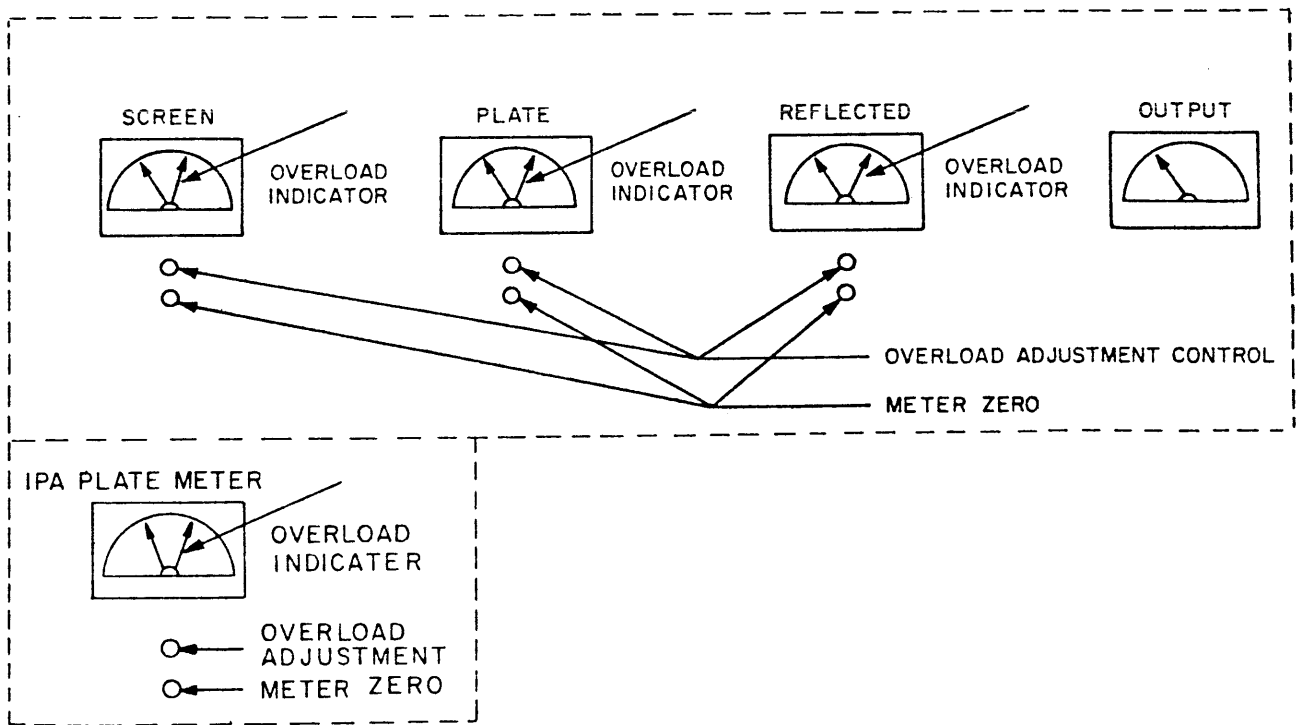 SCREEN
PLATE
REFLECTED
OUTPUT
OVERLOAD
INDICATOR
OVERLOAD
INDICATOR
OVERLOAD
INDICATOR
OVERLOAD ADJUSTMENT CONTROL
METER ZERO
IPA PLATE METER
OVERLOAD
INDICATER
OVERLOAD
ADJUSTMENT
METER ZERO